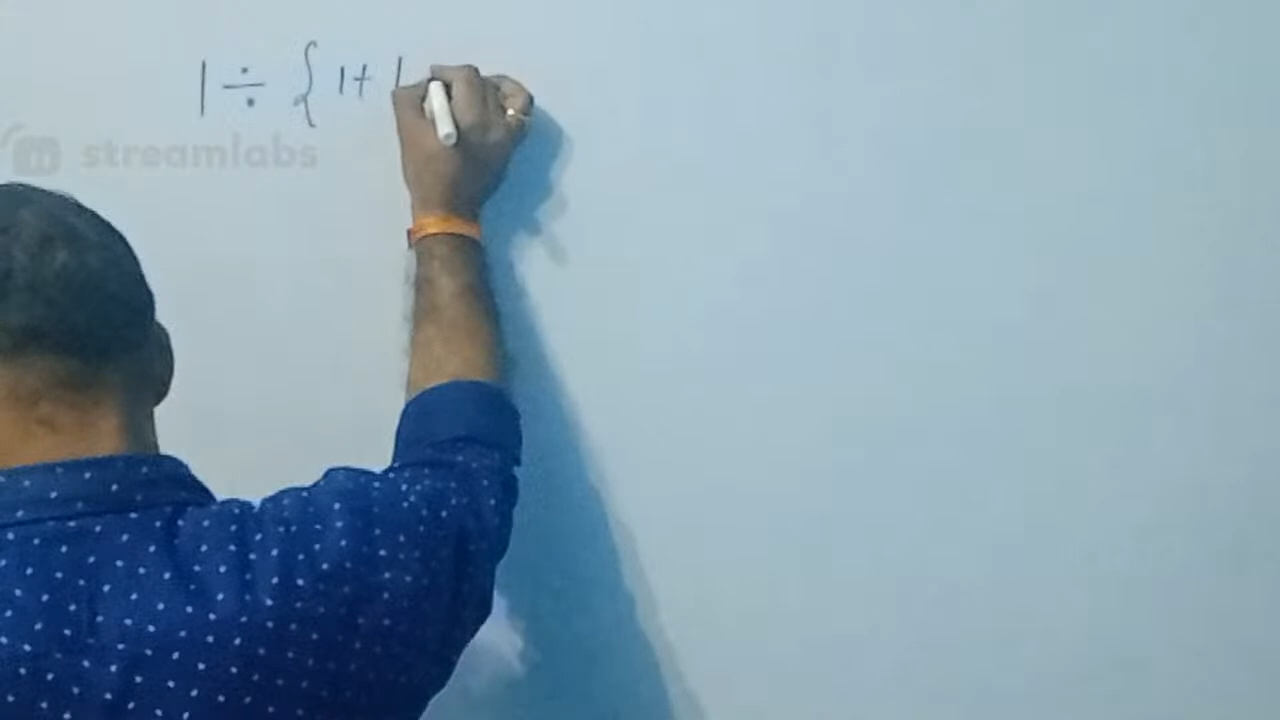 1 ÷ { 1 + 1
streamlabs